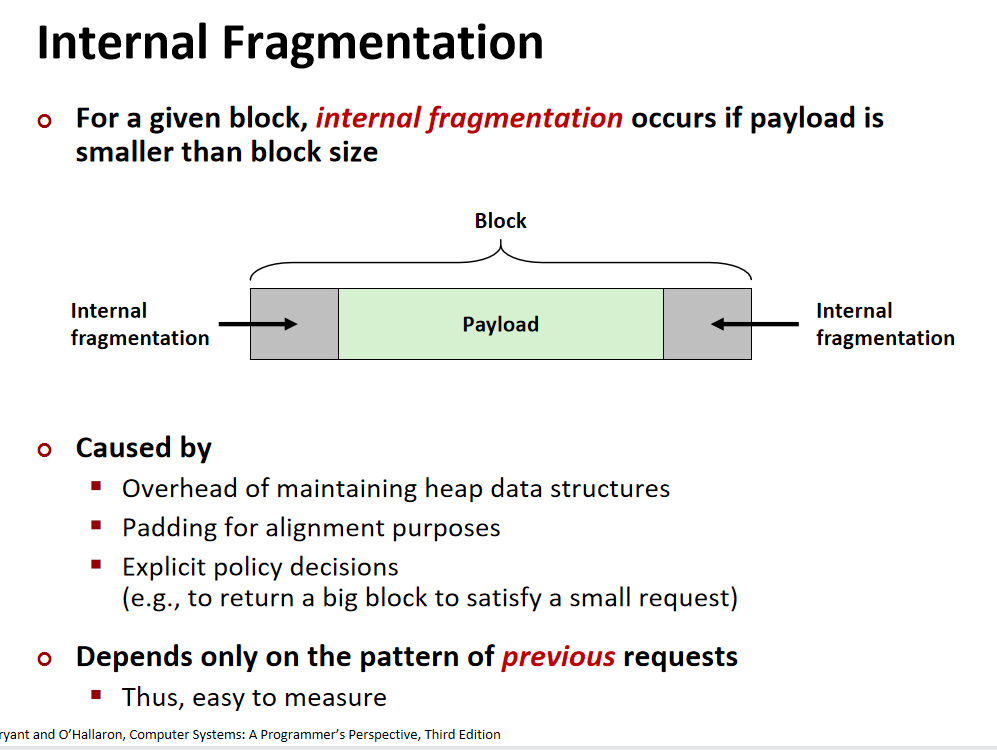 Internal Fragmentation
For a given block, internal fragmentation occurs if payload is
smaller than block size
Block
Internal
fragmentation
Payload
Internal
fragmentation
Caused by
Overhead of maintaining heap data structures
Padding for alignment purposes
Explicit policy decisions
(e.g., to return a big block to satisfy a small request)
Depends only on the pattern of previous requests
Thus, easy to measure
ryant and O'Hallaron, Computer Systems: A Programmer's Perspective, Third Edition